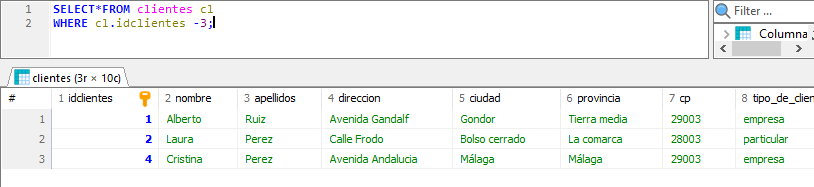 1 SELECT*FROM clientes cl
2 WHERE cl.idclientes -3;
Filter ...
Columna
clientes (3r × 10c)
# 1 idclientes 2 nombre 3 apellidos 4 direccion 5 ciudad 6 provincia 7 cp 8 tipo_de_clien
1 1 Alberto Ruiz Avenida Gandalf Gondor Tierra media 29003 empresa
2 2 Laura Perez Calle Frodo Bolso cerrado La comarca 28003 particular
3 4 Cristina Perez Avenida Andalucia Málaga Málaga 29003 empresa